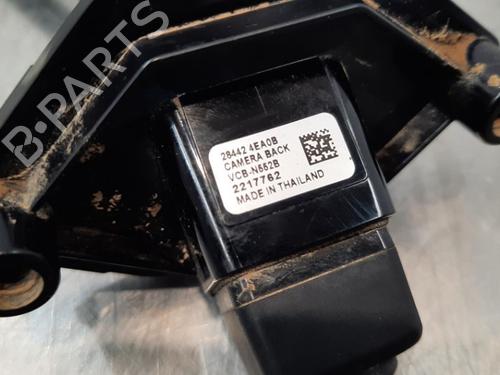 28442 4EA0B
CAMERA BACK
VCB-N552B
2217762
MADE IN THAILAND
B-PARTS